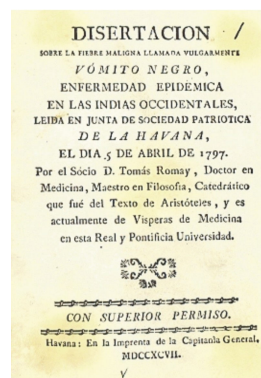 DISERTACION /
SOBRE LA FIEBRE MALIGNA LLAMADA VULGARMENTE
VÓMITO NEGRO,
ENFERMEDAD EPIDÉMICA
EN LAS INDIAS OCCIDENTALES,
LEIDA EN JUNTA DE SOCIEDAD PATRIOTICA
DE LA HAVANA,
EL DIA 5 DE ABRIL DE 1797.
Por el Sócio D. Tomás Romay, Doctor en
Medicina, Maestro en Filosofia, Catedrático
que fué del Texto de Aristóteles, y es
actualmente de Visperas de Medicina
en esta Real y Pontificia Universidad.
CON SUPERIOR PERMISO.
Havana: En la Imprenta de la Capitanía General.
MDCCXCVII.